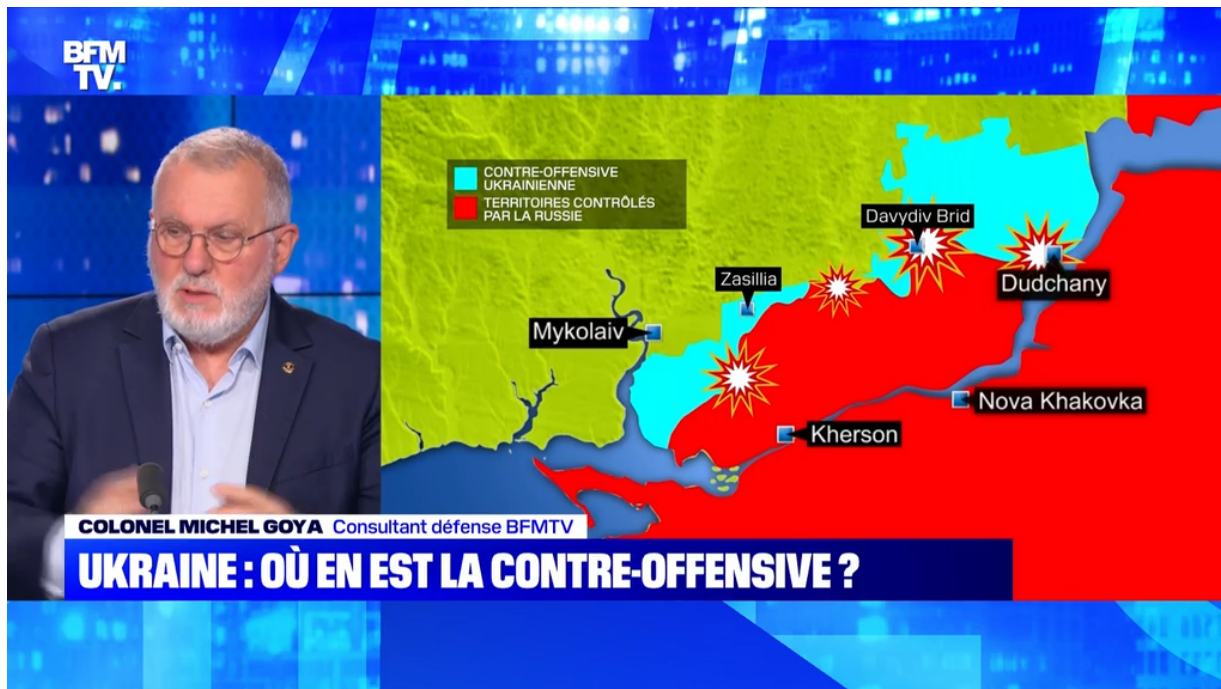 BFM
TV.
CONTRE-OFFENSIVE
UKRAINIENNE
TERRITOIRES CONTRÔLÉS
PAR LA RUSSIE
Davydiv Brid
Zasillia
Dudchany
Mykolaiv
Nova Khakovka
Kherson
COLONEL MICHEL GOYA Consultant défense BFMTV
UKRAINE : OÙ EN EST LA CONTRE-OFFENSIVE ?